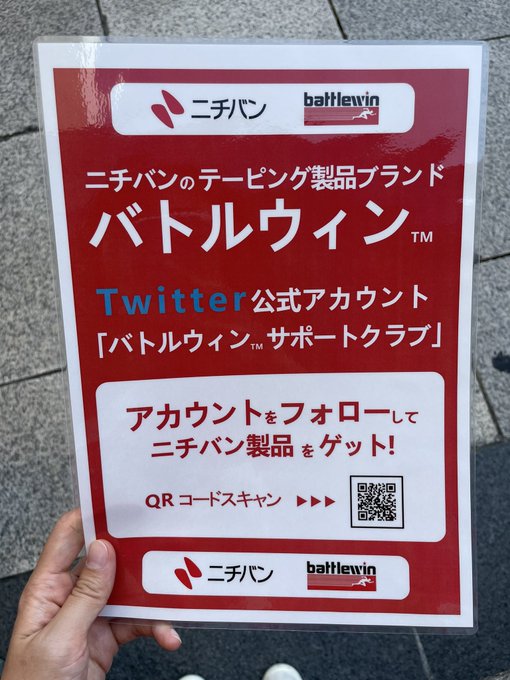 ニチバン battlewin
ニチバンのテーピング製品ブランド
バトルウィン™
Twitter公式アカウント
「バトルウィン™ サポートクラブ」
アカウントをフォローして
ニチバン製品をゲット!
QRコードスキャン ▶▶▶
ニチバン battlewin